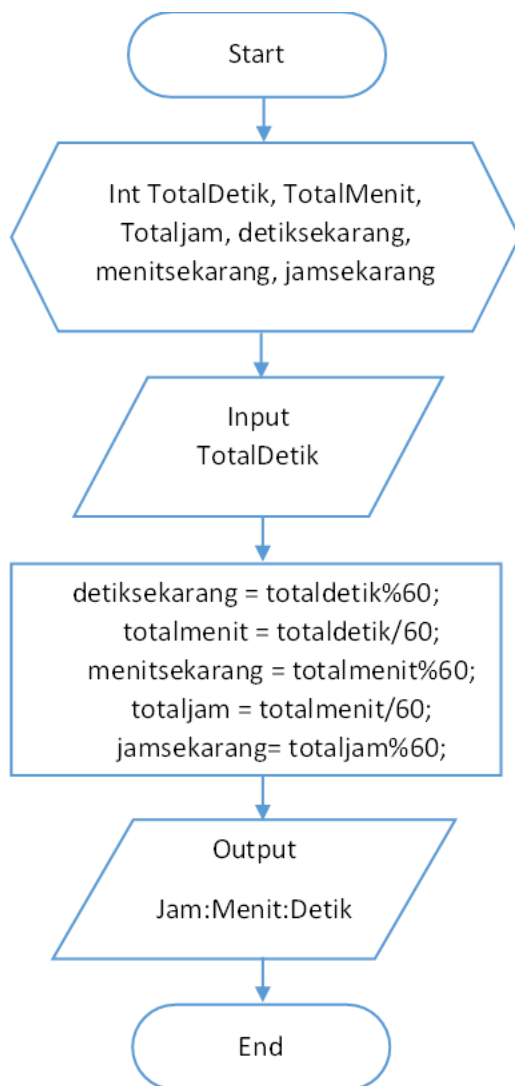 Start
Int TotalDetik, TotalMenit,
Totaljam, detiksekarang,
menitsekarang, jamsekarang
Input
TotalDetik
detiksekarang = totaldetik%60;
totalmenit = totaldetik/60;
menitsekarang = totalmenit%60;
totaljam = totalmenit/60;
jamsekarang= totaljam%60;
Output
Jam:Menit:Detik
End